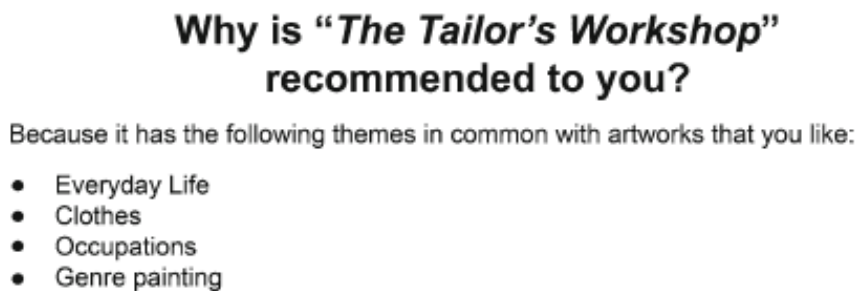 Why is “The Tailor’s Workshop”
recommended to you?
Because it has the following themes in common with artworks that you like:
● Everyday Life
● Clothes
● Occupations
● Genre painting